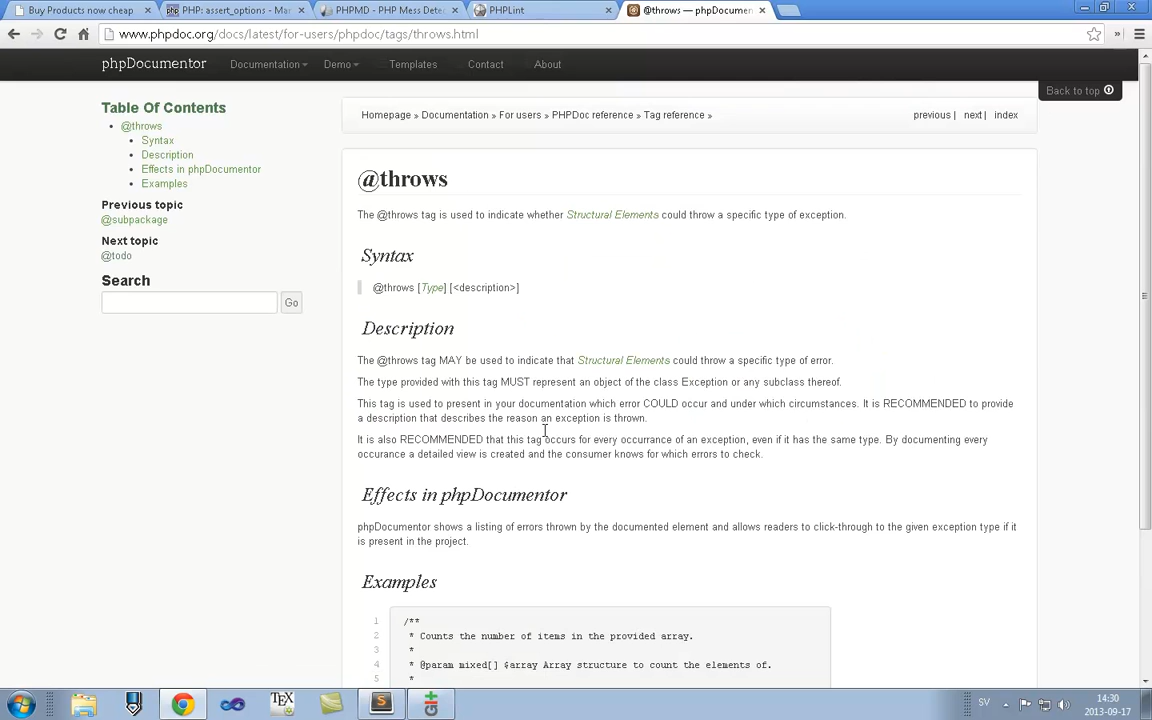 Buy Products now cheap
PHP: assert_options - Mar
PHPMD - PHP Mess Dete
PHPLint
@throws — phpDocumen
www.phpdoc.org/docs/latest/for-users/phpdoc/tags/throws.html
phpDocumentor
Documentation
Demo
Templates
Contact
About
Back to top
Table Of Contents
@throws
Syntax
Description
Effects in phpDocumentor
Examples
Previous topic
@subpackage
Next topic
@todo
Search
Go
Homepage » Documentation » For users » PHPDoc reference » Tag reference »
previous | next | index
@throws
The @throws tag is used to indicate whether Structural Elements could throw a specific type of exception.
Syntax
@throws [Type] [<description>]
Description
The @throws tag MAY be used to indicate that Structural Elements could throw a specific type of error.
The type provided with this tag MUST represent an object of the class Exception or any subclass thereof.
This tag is used to present in your documentation which error COULD occur and under which circumstances. It is RECOMMENDED to provide
a description that describes the reason an exception is thrown.
It is also RECOMMENDED that this tag occurs for every occurrance of an exception, even if it has the same type. By documenting every
occurance a detailed view is created and the consumer knows for which errors to check.
Effects in phpDocumentor
phpDocumentor shows a listing of errors thrown by the documented element and allows readers to click-through to the given exception type if it
is present in the project.
Examples
1 /**
2 * Counts the number of items in the provided array.
3 *
4 * @param mixed[] $array Array structure to count the elements of.
5 *
SV
14:30
2013-09-17